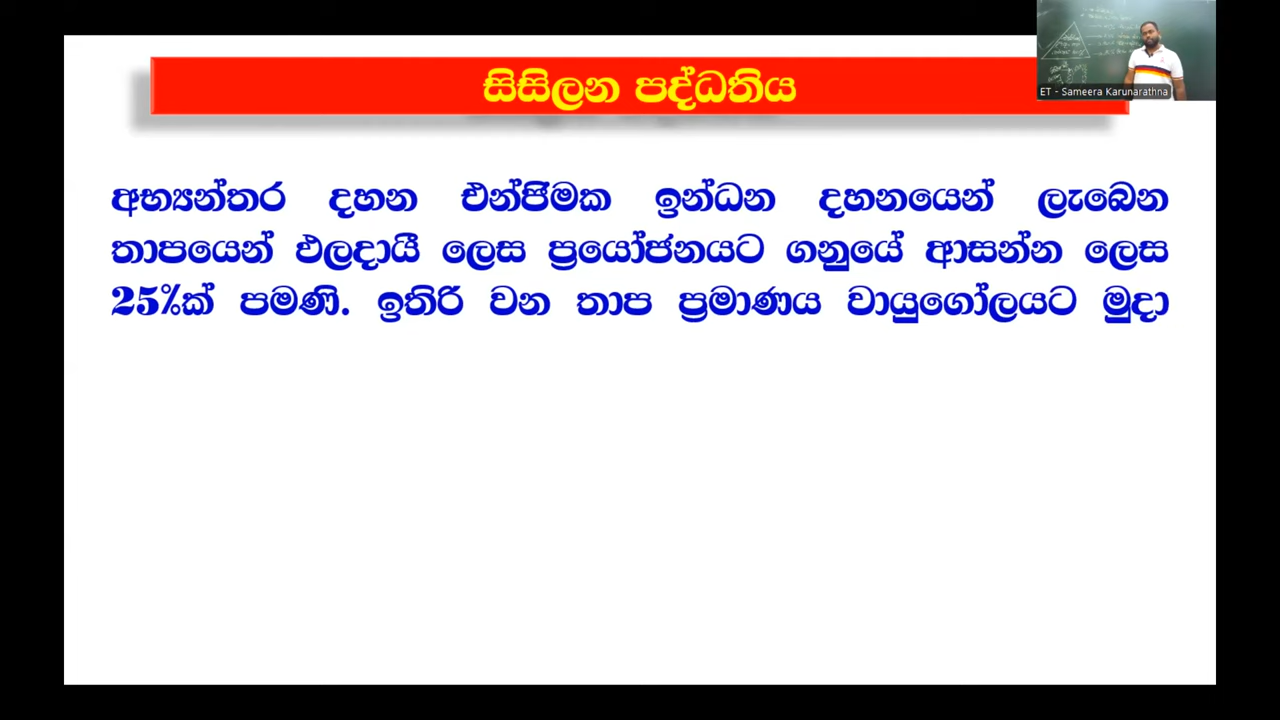 සිසිලන පද්ධතිය
ET - Sameera Karunarathna
අභ්‍යන්තර දහන එන්ජිමක ඉන්ධන දහනයෙන් ලැබෙන
තාපයෙන් ඵලදායී ලෙස ප්‍රයෝජනයට ගනුයේ ආසන්න ලෙස
25%ක් පමණි. ඉතිරි වන තාප ප්‍රමාණය වායුගෝලයට මුදා